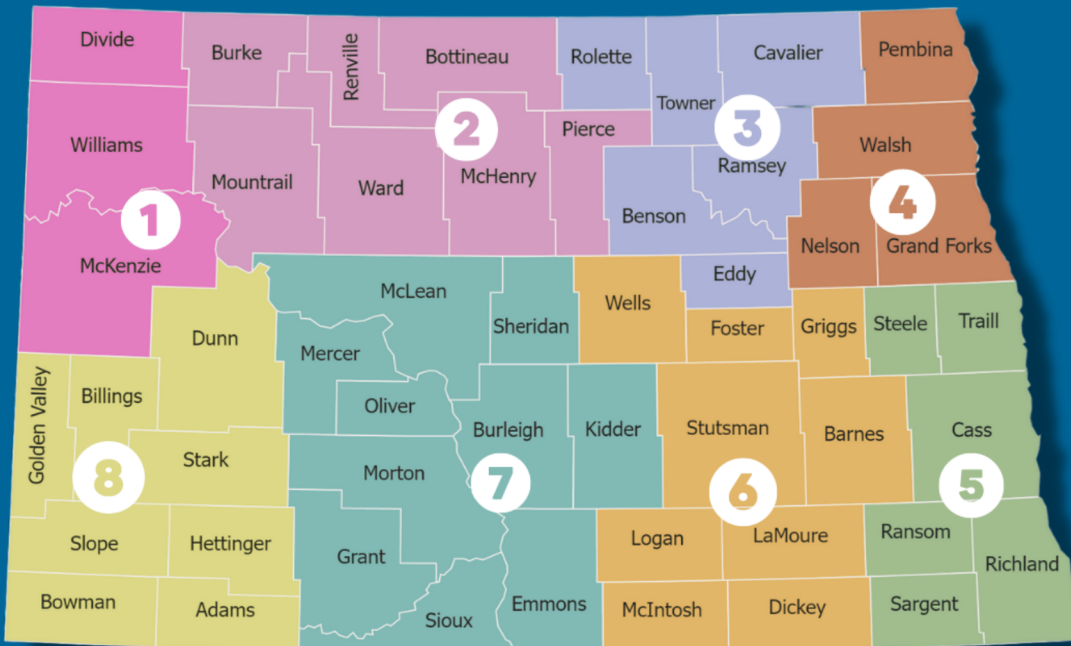 Divide
Burke
Renville
Bottineau
Rolette
Cavalier
Pembina
Towner
Williams
2
3
Pierce
Walsh
Mountrail
Ward
McHenry
Ramsey
1
Benson
4
McKenzie
Nelson
Grand Forks
McLean
Eddy
Wells
Dunn
Mercer
Sheridan
Foster
Griggs
Steele
Traill
Golden Valley
Billings
Oliver
Burleigh
Kidder
Stutsman
Barnes
Cass
8
Stark
Morton
7
6
5
Slope
Hettinger
Grant
Logan
LaMoure
Ransom
Richland
Bowman
Adams
Sioux
Emmons
McIntosh
Dickey
Sargent